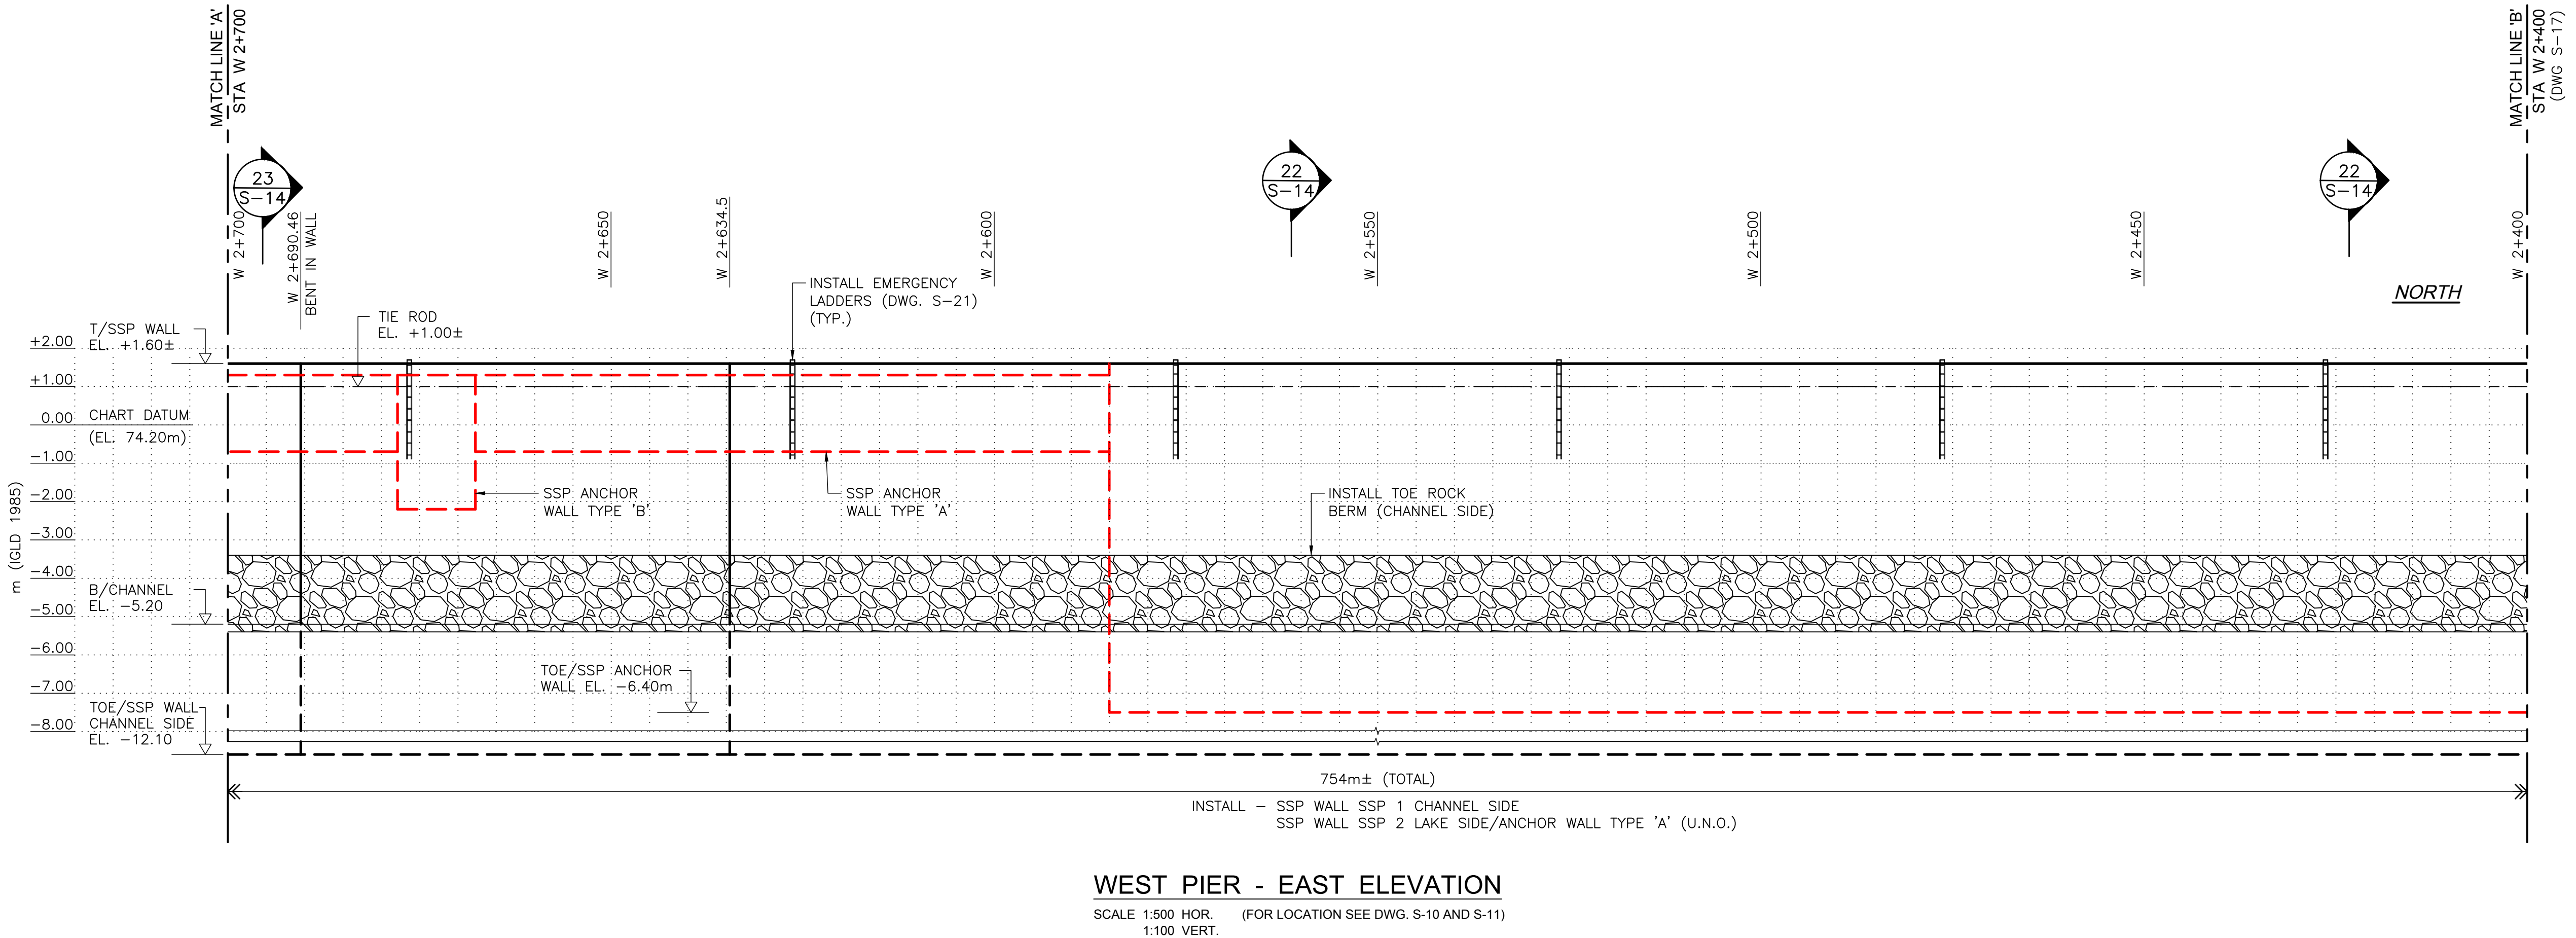 MATCH LINE 'A'
STA W 2+700
MATCH LINE 'B'
STA W 2+400
(DWG S-17)
23
S-14
22
S-14
22
S-14
W 2+700
W 2+690.46
BENT IN WALL
W 2+650
W 2+634.5
W 2+600
W 2+550
W 2+500
W 2+450
W 2+400
NORTH
INSTALL EMERGENCY
LADDERS (DWG. S-21)
(TYP.)
TIE ROD
EL. +1.00±
T/SSP WALL
EL. +1.60±
+2.00
+1.00
0.00
CHART DATUM
(EL. 74.20m)
-1.00
-2.00
-3.00
-4.00
-5.00
-6.00
-7.00
-8.00
m (IGLD 1985)
SSP ANCHOR
WALL TYPE 'B'
SSP ANCHOR
WALL TYPE 'A'
INSTALL TOE ROCK
BERM (CHANNEL SIDE)
B/CHANNEL
EL. -5.20
TOE/SSP ANCHOR
WALL EL. -6.40m
TOE/SSP WALL
CHANNEL SIDE
EL. -12.10
754m± (TOTAL)
INSTALL - SSP WALL SSP 1 CHANNEL SIDE
SSP WALL SSP 2 LAKE SIDE/ANCHOR WALL TYPE 'A' (U.N.O.)
WEST PIER - EAST ELEVATION
SCALE 1:500 HOR. (FOR LOCATION SEE DWG. S-10 AND S-11)
1:100 VERT.